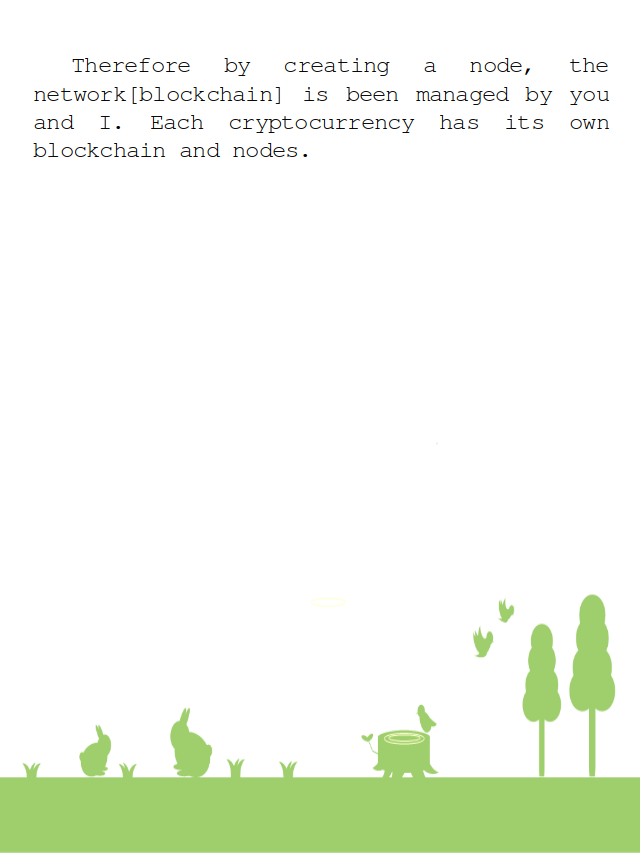 Therefore by creating a node, the
network[blockchain] is been managed by you
and I. Each cryptocurrency has its own
blockchain and nodes.